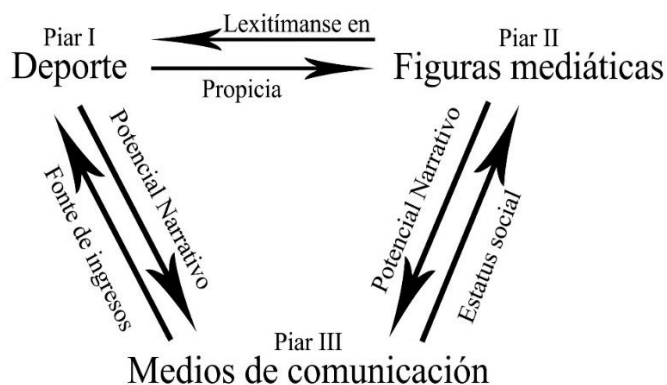 Lexitímanse en
Piar I
Deporte
Piar II
Figuras mediáticas
Propicia
Potencial Narrativo
Fonte de ingresos
Potencial Narrativo
Estatus social
Piar III
Medios de comunicación